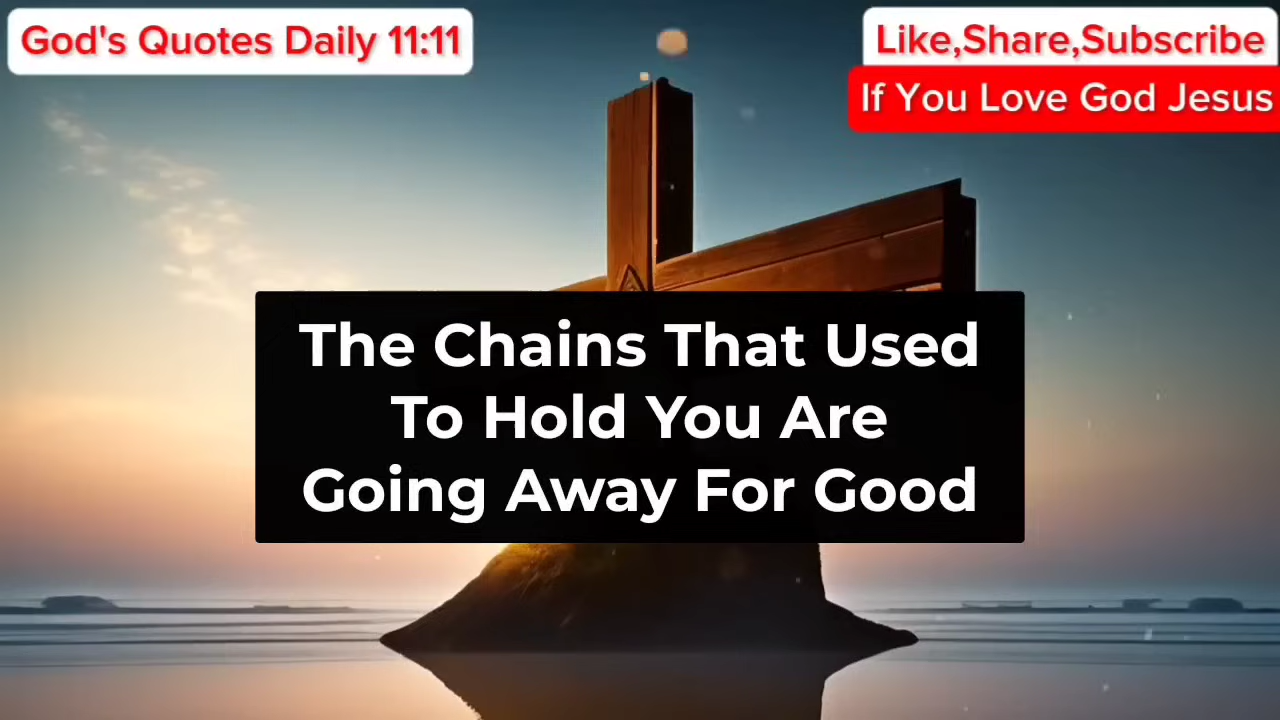 God's Quotes Daily 11:11
Like,Share,Subscribe
If You Love God Jesus
The Chains That Used
To Hold You Are
Going Away For Good